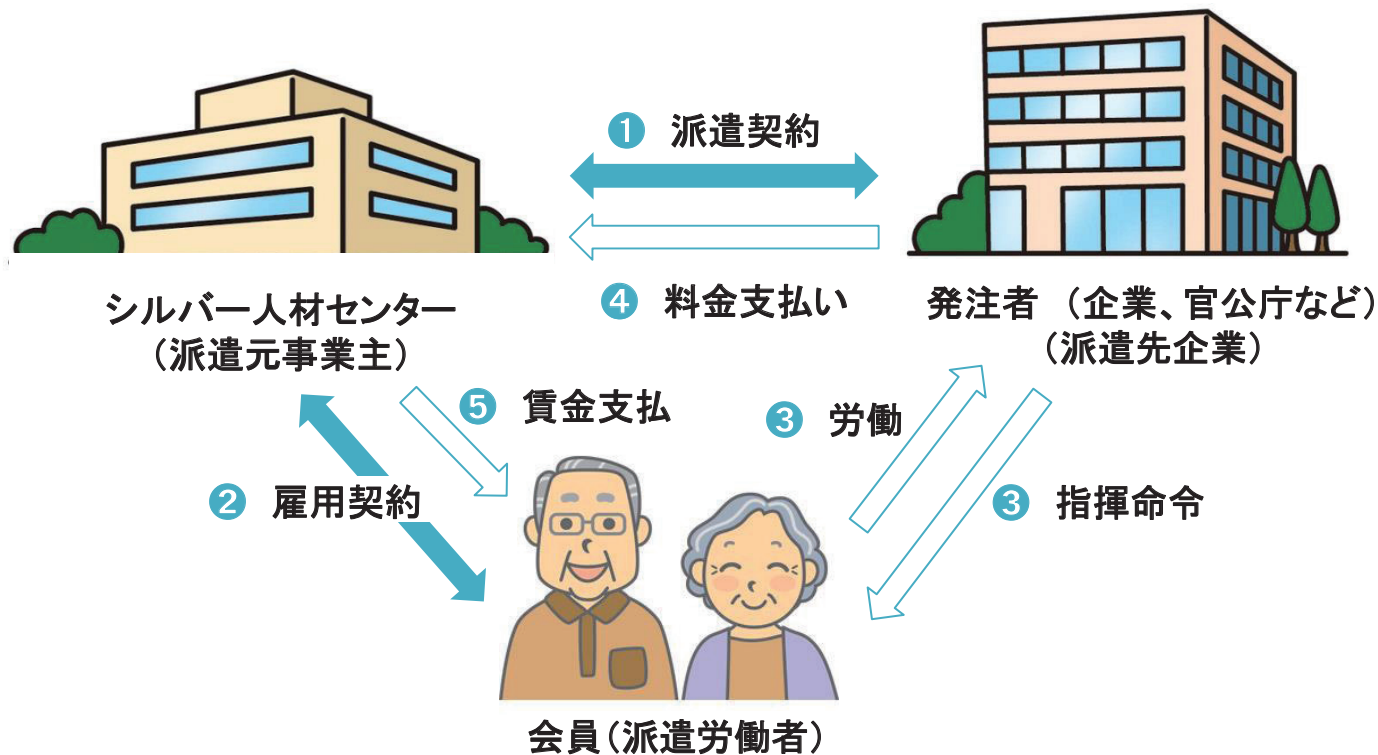 ❶ 派遣契約
❹ 料金支払い
シルバー人材センター
（派遣元事業主）
発注者 （企業、官公庁など）
（派遣先企業）
❺ 賃金支払
❸ 労働
❷ 雇用契約
❸ 指揮命令
会員（派遣労働者）